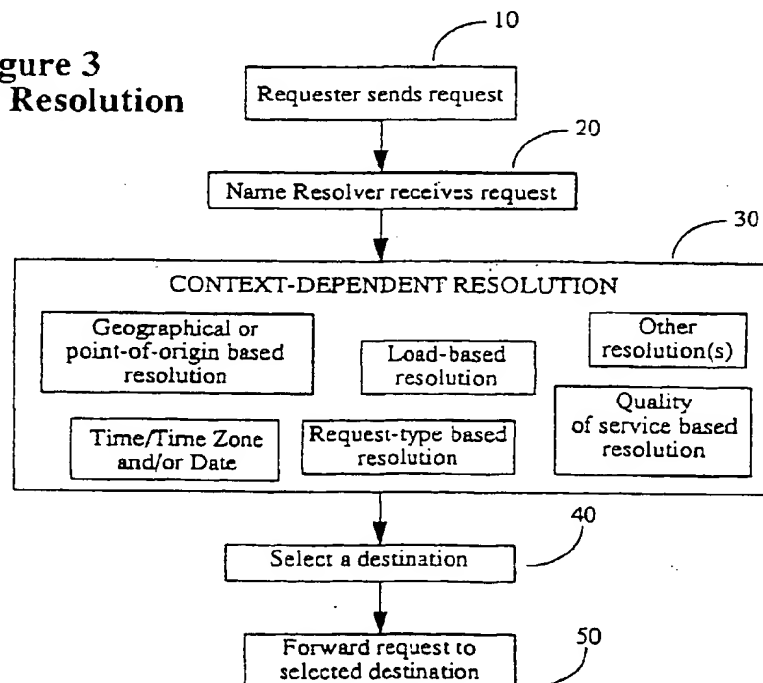 gure 3
Resolution
10
Requester sends request
20
Name Resolver receives request
30
CONTEXT-DEPENDENT RESOLUTION
Geographical or
point-of-origin based
resolution
Load-based
resolution
Other
resolution(s)
Time/Time Zone
and/or Date
Request-type based
resolution
Quality
of service based
resolution
40
Select a destination
50
Forward request to
selected destination